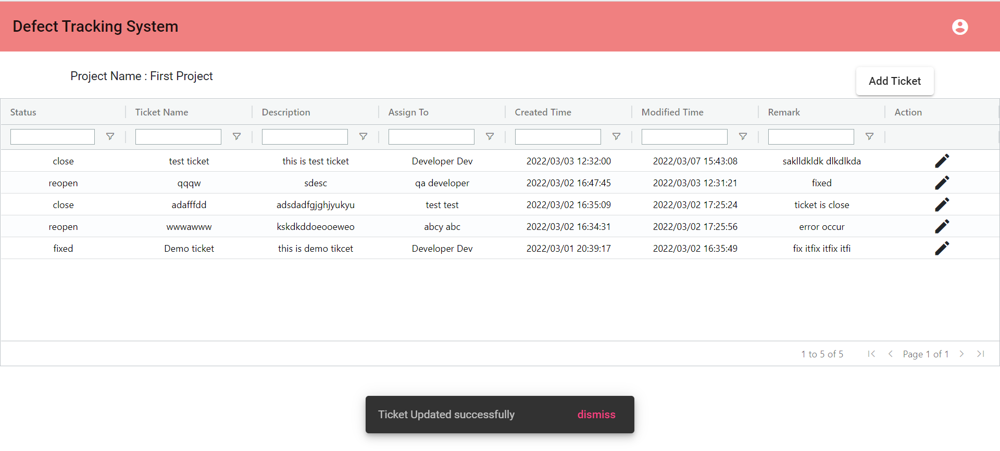 Defect Tracking System
Project Name : First Project
Add Ticket
Status Ticket Name Description Assign To Created Time Modified Time Remark Action
close test ticket this is test ticket Developer Dev 2022/03/03 12:32:00 2022/03/07 15:43:08 saklldkldk dlkdlkda
reopen qqqw sdesc qa developer 2022/03/02 16:47:45 2022/03/03 12:31:21 fixed
close adafffdd adsdadfgjghjyukyu test test 2022/03/02 16:35:09 2022/03/02 17:25:24 ticket is close
reopen wwwawww kskdkddoeooeweo abcy abc 2022/03/02 16:34:31 2022/03/02 17:25:56 error occur
fixed Demo ticket this is demo tikcet Developer Dev 2022/03/01 20:39:17 2022/03/02 16:35:49 fix itfix itfix itfi
1 to 5 of 5 Page 1 of 1
Ticket Updated successfully dismiss